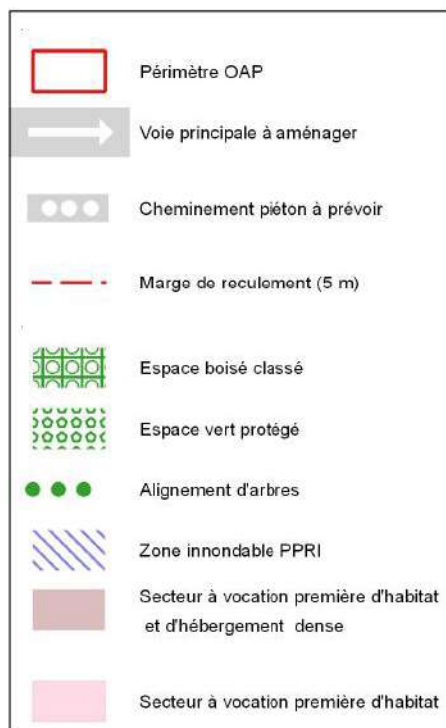 Périmètre OAP
Voie principale à aménager
Cheminement piéton à prévoir
Marge de reculement (5 m)
Espace boisé classé
Espace vert protégé
Alignement d'arbres
Zone innondable PPRI
Secteur à vocation première d'habitat
et d'hébergement dense
Secteur à vocation première d'habitat